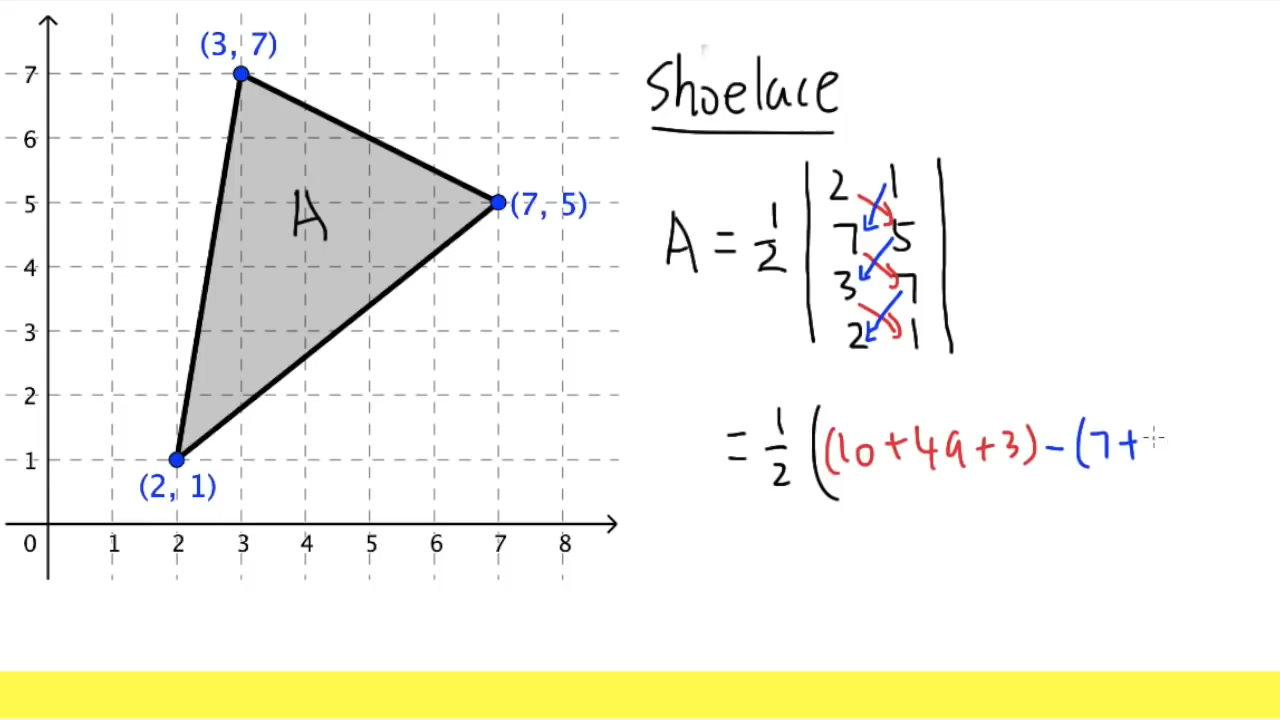 (3, 7)
Shoelace
7
6
5
4
3
2
1
A
(7, 5)
(2, 1)
0 1 2 3 4 5 6 7 8
A = 1/2 | 2 1
7 5
3 7
2 1 |
= 1/2 ((10+49+3)-(7+